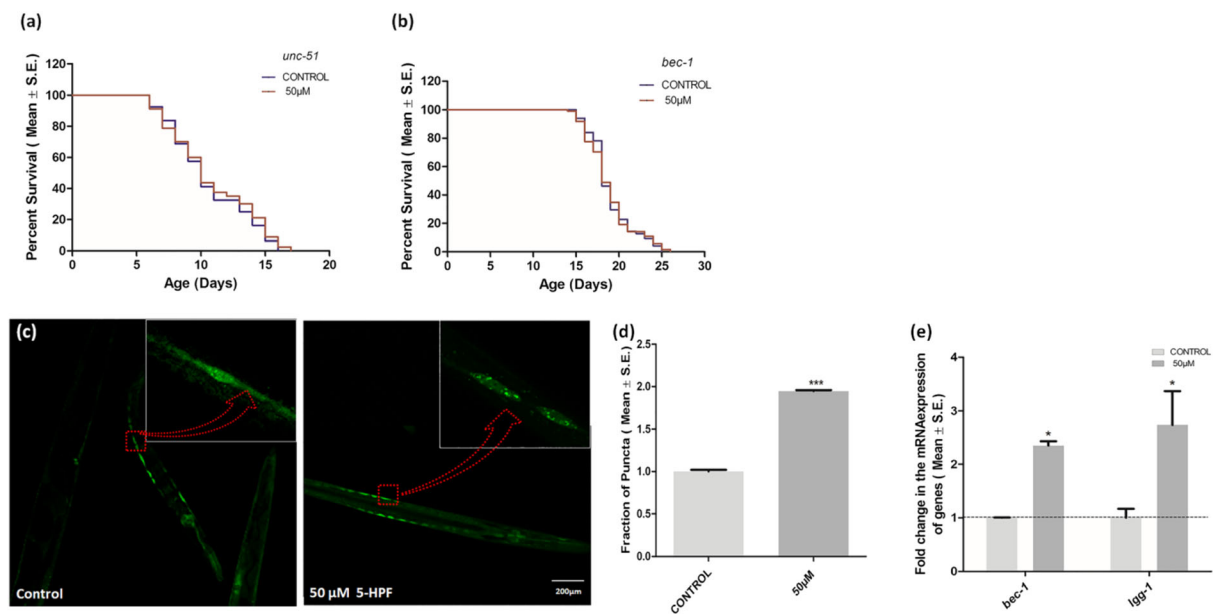 (a)
unc-51
CONTROL
50μM
Percent Survival ( Mean ± S.E.)
120
100
80
60
40
20
0
0 5 10 15 20
Age (Days)
(b)
bec-1
CONTROL
50μM
Percent Survival ( Mean ± S.E.)
120
100
80
60
40
20
0
0 5 10 15 20 25 30
Age (Days)
(c)
Control
50 μM 5-HPF
200μm
(d)
Fraction of Puncta ( Mean ± S.E.)
2.5
2.0
1.5
1.0
0.5
0.0
***
CONTROL
50μM
(e)
CONTROL
50μM
Fold change in the mRNAexpression
of genes ( Mean ± S.E.)
4
3
2
1
0
*
*
bec-1
lgg-1